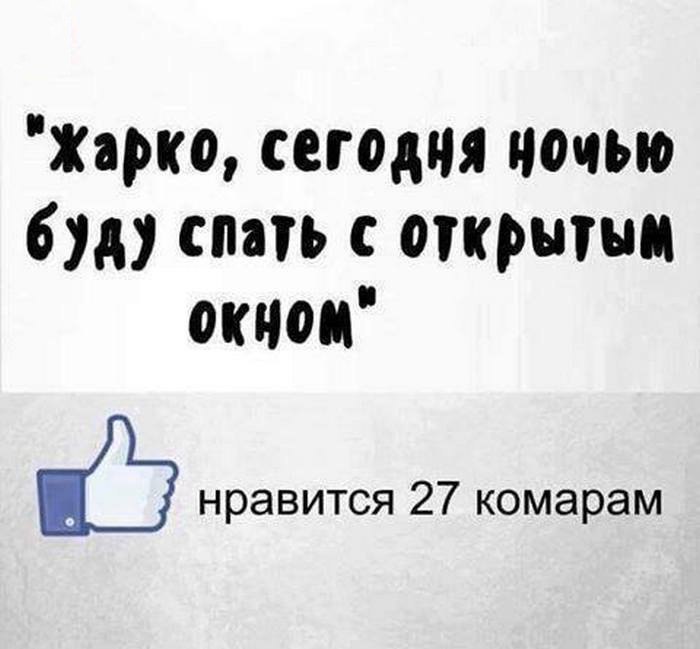 "жарко, сегодня ночью
буду спать с открытым
окном"
нравится 27 комарам